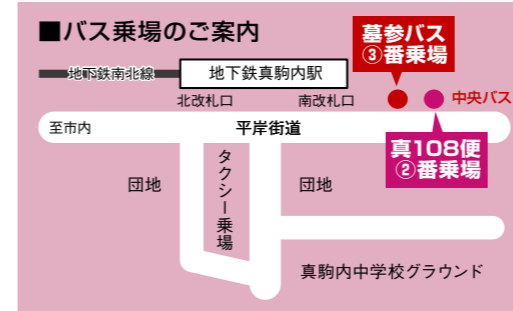 ■バス乗場のご案内
墓参バス
③番乗場
地下鉄南北線
地下鉄真駒内駅
北改札口
南改札口
中央バス
至市内
平岸街道
真108便
②番乗場
団地
タクシー乗場
団地
真駒内中学校グラウンド